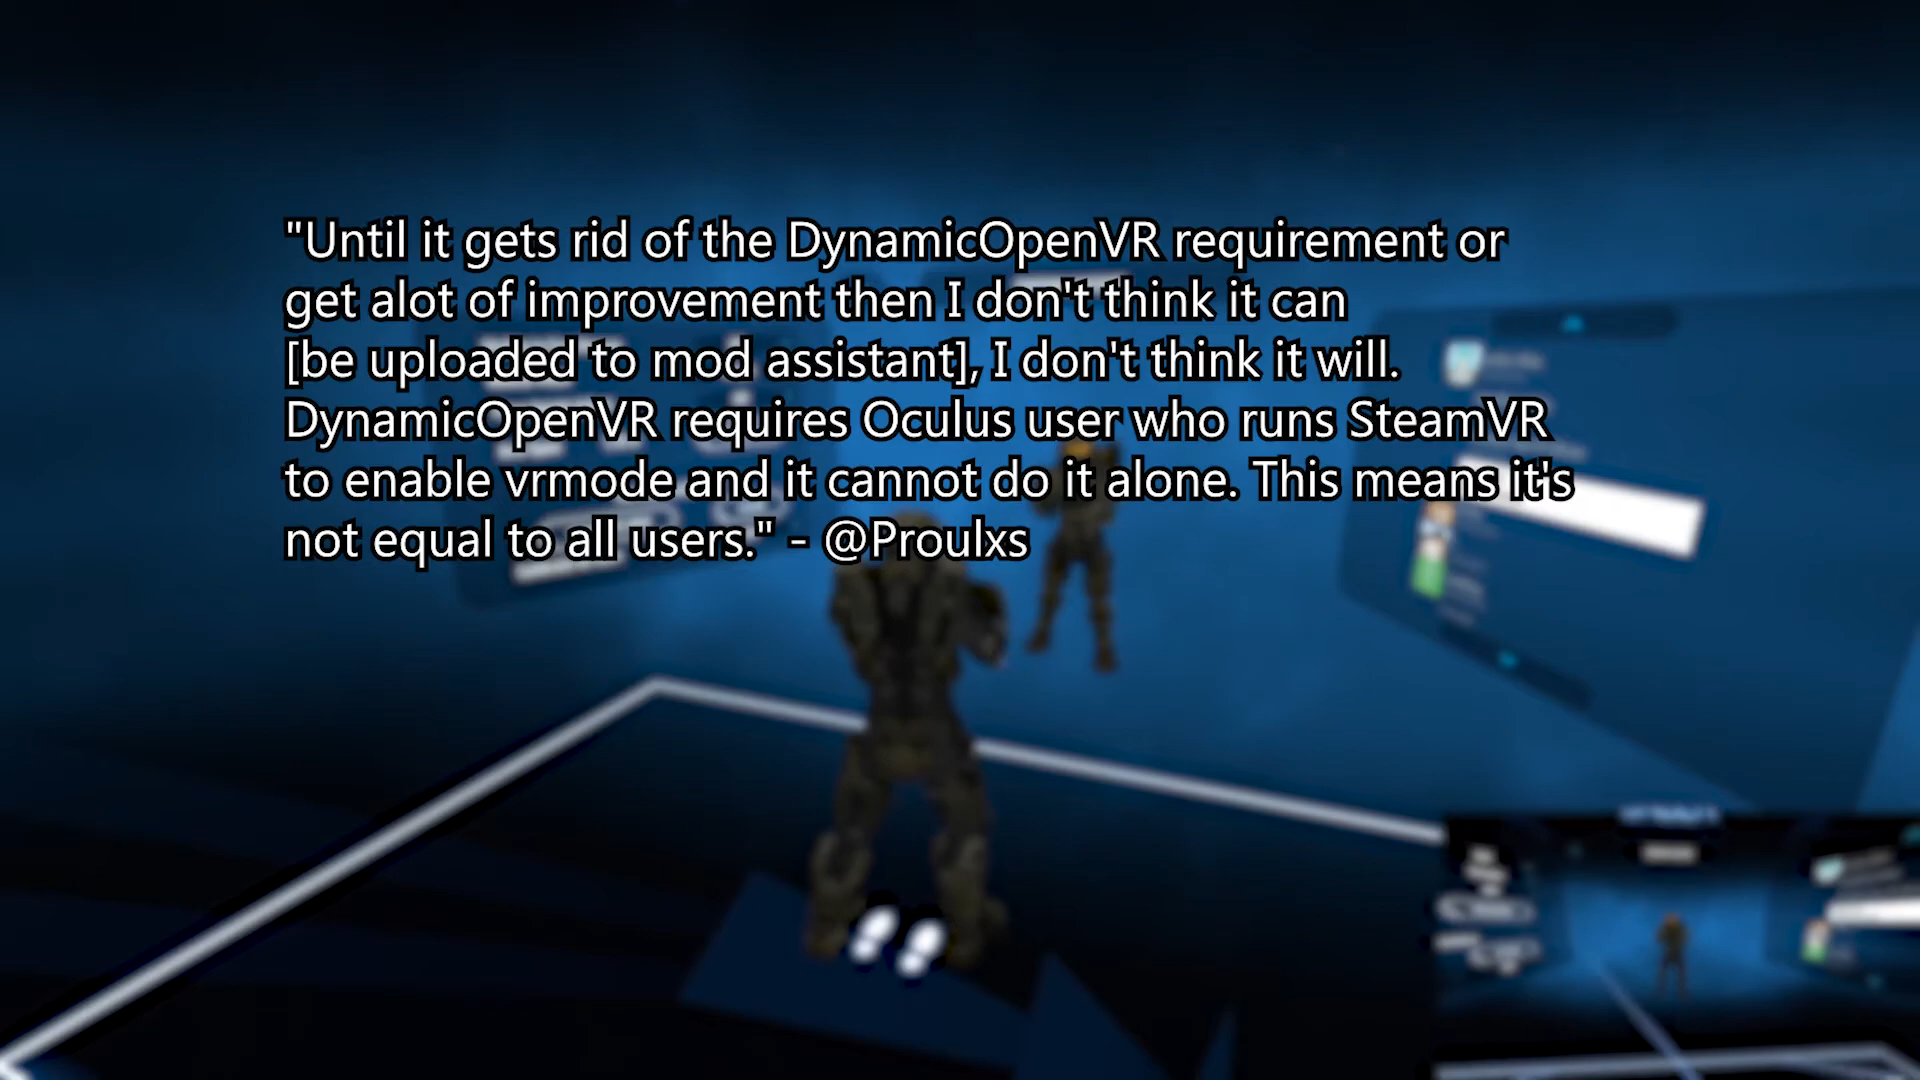 "Until it gets rid of the DynamicOpenVR requirement or
get alot of improvement then I don't think it can
[be uploaded to mod assistant], I don't think it will.
DynamicOpenVR requires Oculus user who runs SteamVR
to enable vrmode and it cannot do it alone. This means it's
not equal to all users." - @Proulxs